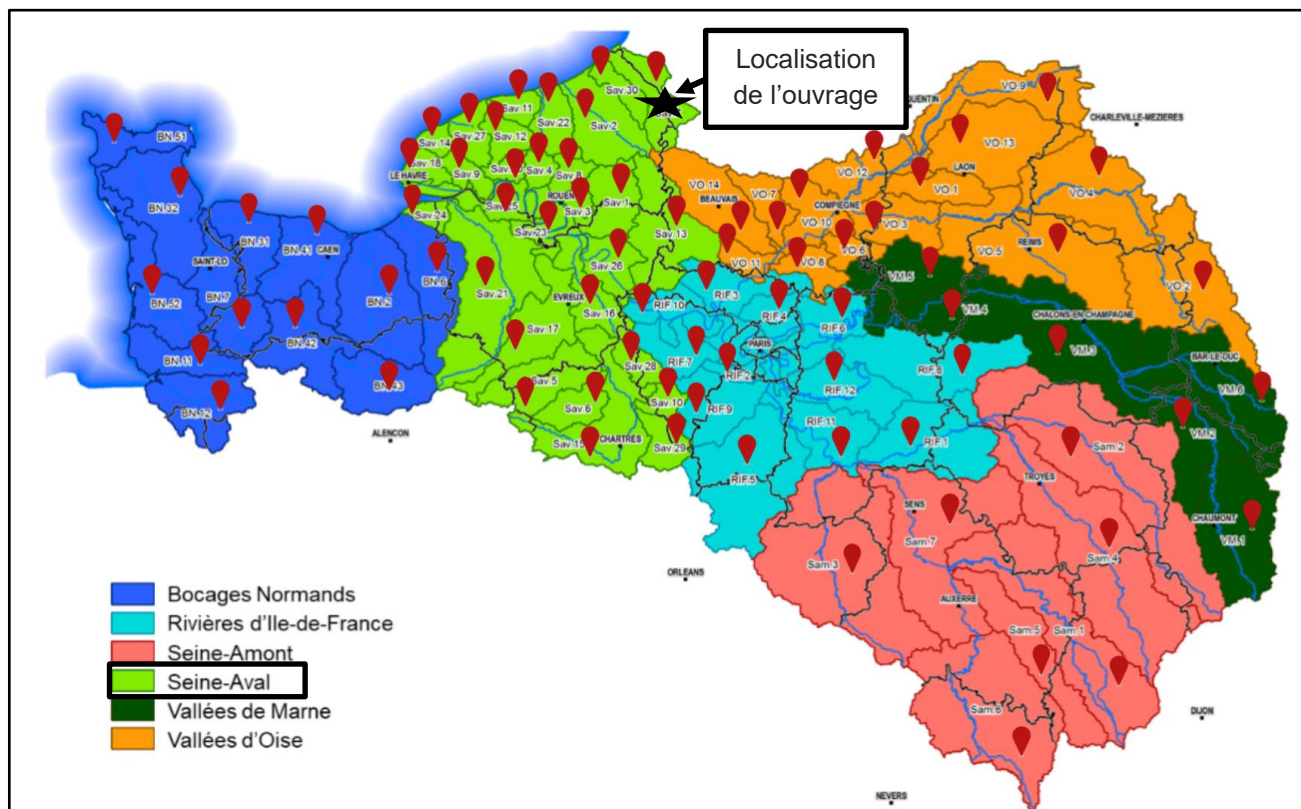 Localisation
de l'ouvrage
QUENTIN
CHARLEVILLE-MEZIERES
VO.9
Sav.30
Sav.11
Sav.2
Sav.22
Sav.12
Sav.27
Sav.14
Sav.18
Sav.9
Sav.4
Sav.8
LE HAVRE
ROUEN
Sav.25
Sav.3
Sav.1
Sav.24
Sav.23
Sav.13
Sav.26
Sav.21
EVREUX
Sav.16
Sav.17
Sav.28
Sav.5
Sav.6
Sav.10
Sav.15
CHARTRES
Sav.29
BN.51
BN.32
BN.31
BN.41
CAEN
SAINT-LO
BN.6
BN.2
BN.52
BN.7
BN.42
BN.11
BN.43
BN.12
ALENCON
VO.13
LAON
VO.12
VO.1
VO.4
VO.14
VO.7
BEAUVAIS
COMPIEGNE
VO.10
VO.3
VO.11
VO.8
VO.6
VO.5
REIMS
VO.2
VM.5
VM.4
CHALONS-EN-CHAMPAGNE
VM.3
BAR-LE-DUC
VM.6
VM.2
CHAUMONT
VM.1
RIF.3
RIF.10
RIF.4
RIF.6
PARIS
RIF.7
RIF.2
RIF.8
RIF.12
RIF.9
RIF.11
RIF.1
RIF.5
ORLEANS
Sam.2
TROYES
SENS
Sam.7
Sam.4
Sam.3
AUXERRE
Sam.5
Sam.1
Sam.6
DIJON
NEVERS
Bocages Normands
Rivières d'Ile-de-France
Seine-Amont
Seine-Aval
Vallées de Marne
Vallées d'Oise